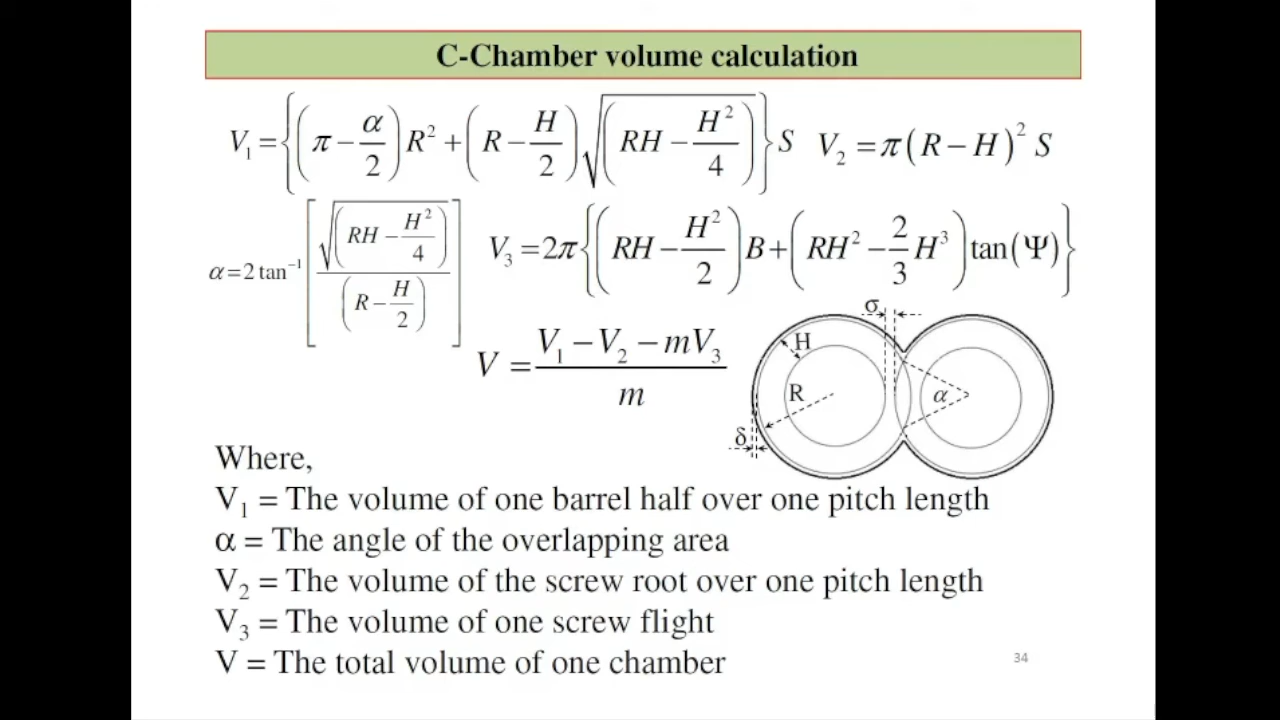 C-Chamber volume calculation
V₁ = {(π − α/2)R² + (R − H/2)√(RH − H²/4)}S
V₂ = π(R − H)² S
α = 2 tan⁻¹[√(RH − H²/4) / (R − H/2)]
V₃ = 2π{(RH − H²/2)B + (RH² − 2/3 H³)tan(Ψ)}
V = (V₁ − V₂ − mV₃) / m
σ
H
R
α
δ
Where,
V₁ = The volume of one barrel half over one pitch length
α = The angle of the overlapping area
V₂ = The volume of the screw root over one pitch length
V₃ = The volume of one screw flight
V = The total volume of one chamber
34